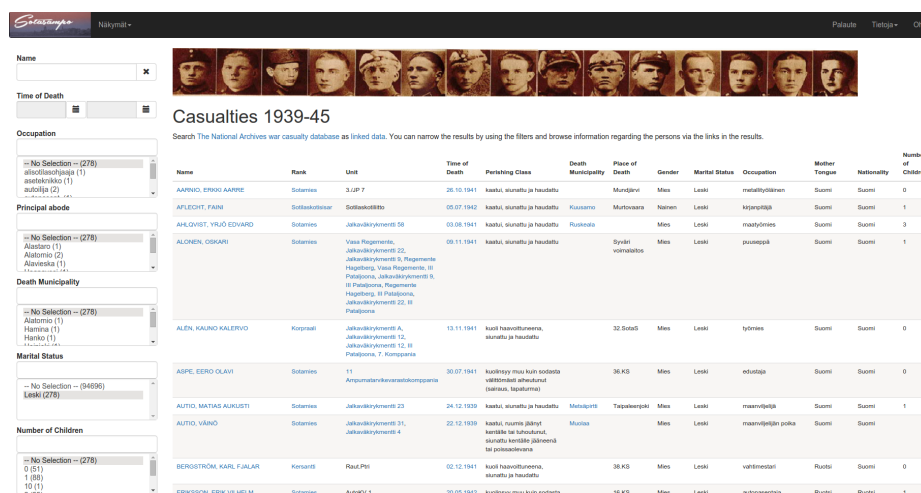 Sotasampo Näkymät Palaute Tietoja
Name
Time of Death
Occupation
-- No Selection -- (278)
alisotilasohjaaja (1)
aseteknikko (1)
autoilija (2)
Principal abode
-- No Selection -- (278)
Alastaro (1)
Alatornio (2)
Alavieska (1)
Death Municipality
-- No Selection -- (278)
Alatornio (1)
Hamina (1)
Hanko (1)
Marital Status
-- No Selection -- (94696)
Leski (278)
Number of Children
-- No Selection -- (278)
0 (51)
1 (88)
10 (1)
Casualties 1939-45
Search The National Archives war casualty database as linked data. You can narrow the results by using the filters and browse information regarding the persons via the links in the results.
Name Rank Unit Time of Death Perishing Class Death Municipality Place of Death Gender Marital Status Occupation Mother Tongue Nationality of
AARNIO, ERKKI AARRE Sotamies 3./JP 7 26.10.1941 kaatui, siunattu ja haudattu Mundjärvi Mies Leski metallityöläinen Suomi Suomi 0
AFLECHT, FAINI Sotilaskotisisar Sotilaskotiliitto 05.07.1942 kaatui, siunattu ja haudattu Kuusamo Murtovaara Nainen Leski kirjanpitäjä Suomi Suomi 1
AHLQVIST, YRJÖ EDVARD Sotamies Jalkaväkirykmentti 58 03.08.1941 kaatui, siunattu ja haudattu Ruskeala Mies Leski maatyömies Suomi Suomi 3
ALONEN, OSKARI Sotamies Vasa Regemente, 09.11.1941 kaatui, siunattu ja haudattu Syväri Mies Leski puuseppä Suomi Suomi 1
Jalkaväkirykmentti 22, voimalaitos
Jalkaväkirykmentti 9, Regemente
Hagelberg, Vasa Regemente, III
Pataljoona, Jalkaväkirykmentti 9,
III Pataljoona, Regemente
Hagelberg, III Pataljoona,
Jalkaväkirykmentti 22, III
Pataljoona
ALÉN, KAUNO KALERVO Korpraali Jalkaväkirykmentti A, 13.11.1941 kuoli haavoittuneena, 32.SotaS Mies Leski työmies Suomi Suomi 0
Jalkaväkirykmentti 12, siunattu ja haudattu
Jalkaväkirykmentti 12, III
Pataljoona, 7. Komppania
ASPE, EERO OLAVI Sotamies 11 30.07.1941 kuolinsyy muu kuin sodasta 36.KS Mies Leski edustaja Suomi Suomi 0
Ampumatarvikevarastokomppania välittömästi aiheutunut
(sairaus, tapaturma)
AUTIO, MATIAS AUKUSTI Sotamies Jalkaväkirykmentti 23 24.12.1939 kaatui, siunattu ja haudattu Metsäpirtti Taipaleenjoki Mies Leski maanviljelijä Suomi Suomi 1
AUTIO, VÄINÖ Sotamies Jalkaväkirykmentti 31, 22.12.1939 kaatui, ruumis jäänyt Muolaa Mies Leski maanviljelijän poika Suomi Suomi
Jalkaväkirykmentti 4 kentälle tai tuhoutunut,
siunattu kentälle jääneenä
tai poissaolevana
BERGSTRÖM, KARL FJALAR Kersantti Raut.Ptri 02.12.1941 kuoli haavoittuneena, 38.KS Mies Leski vahtimestari Ruotsi Suomi 0
siunattu ja haudattu